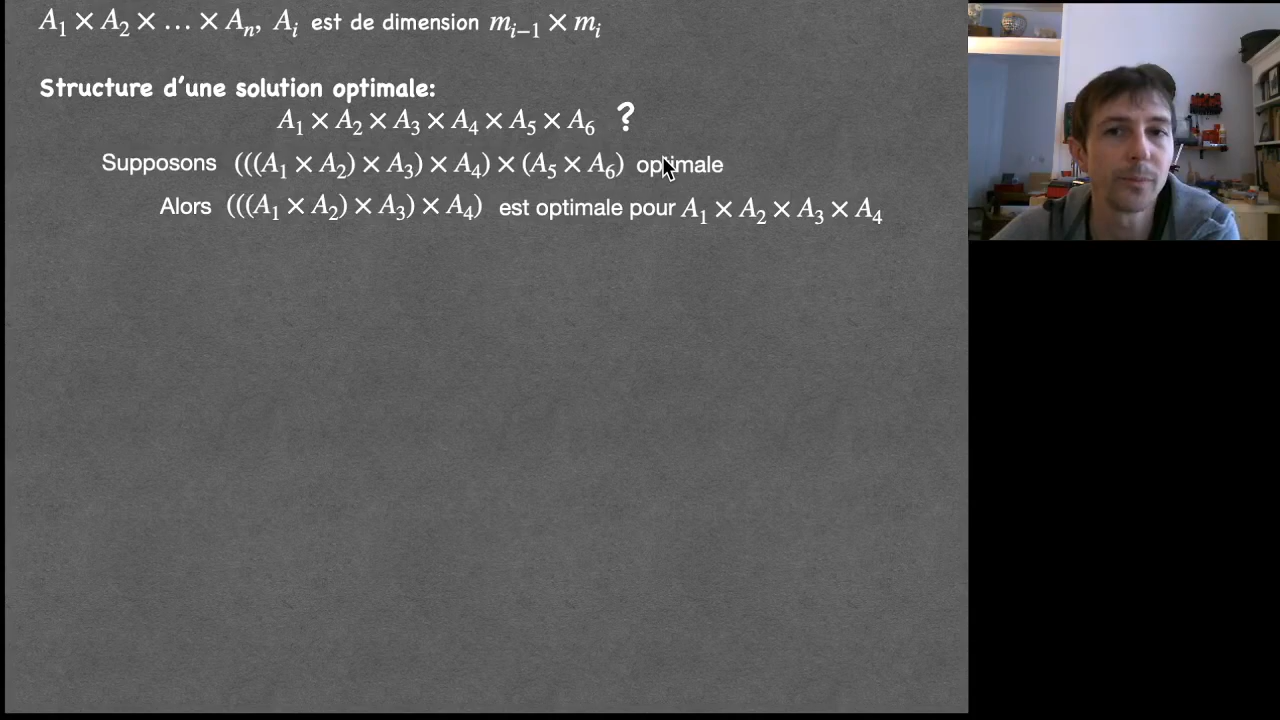 A₁ × A₂ × … × Aₙ, Aᵢ est de dimension mᵢ₋₁ × mᵢ
Structure d'une solution optimale:
A₁ × A₂ × A₃ × A₄ × A₅ × A₆ ?
Supposons (((A₁ × A₂) × A₃) × A₄) × (A₅ × A₆) optimale
Alors (((A₁ × A₂) × A₃) × A₄) est optimale pour A₁ × A₂ × A₃ × A₄